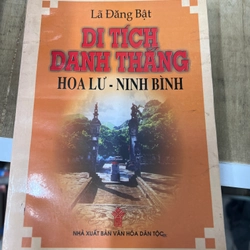 Lã Đăng Bật
DI TÍCH
DANH THẮNG
HOA LƯ - NINH BÌNH
NHÀ XUẤT BẢN VĂN HÓA DÂN TỘC